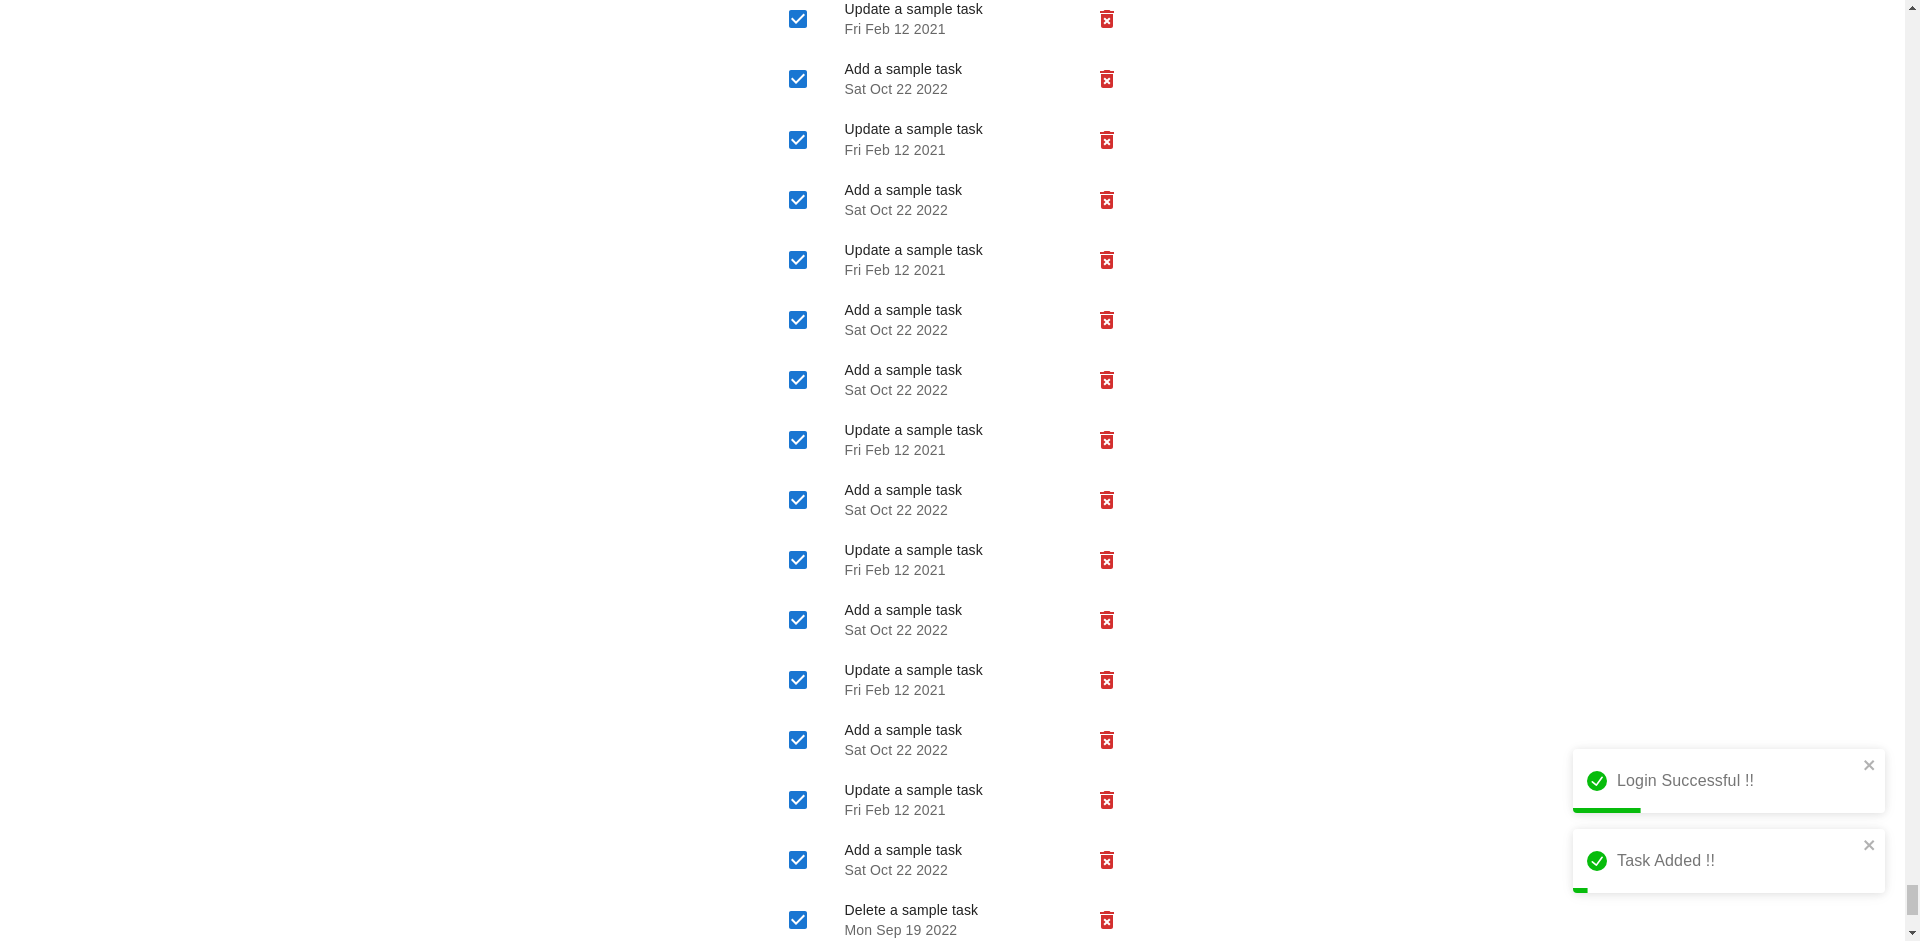 Update a sample task
Fri Feb 12 2021
Add a sample task
Sat Oct 22 2022
Update a sample task
Fri Feb 12 2021
Add a sample task
Sat Oct 22 2022
Update a sample task
Fri Feb 12 2021
Add a sample task
Sat Oct 22 2022
Add a sample task
Sat Oct 22 2022
Update a sample task
Fri Feb 12 2021
Add a sample task
Sat Oct 22 2022
Update a sample task
Fri Feb 12 2021
Add a sample task
Sat Oct 22 2022
Update a sample task
Fri Feb 12 2021
Add a sample task
Sat Oct 22 2022
Update a sample task
Fri Feb 12 2021
Add a sample task
Sat Oct 22 2022
Delete a sample task
Mon Sep 19 2022
Login Successful !!
Task Added !!